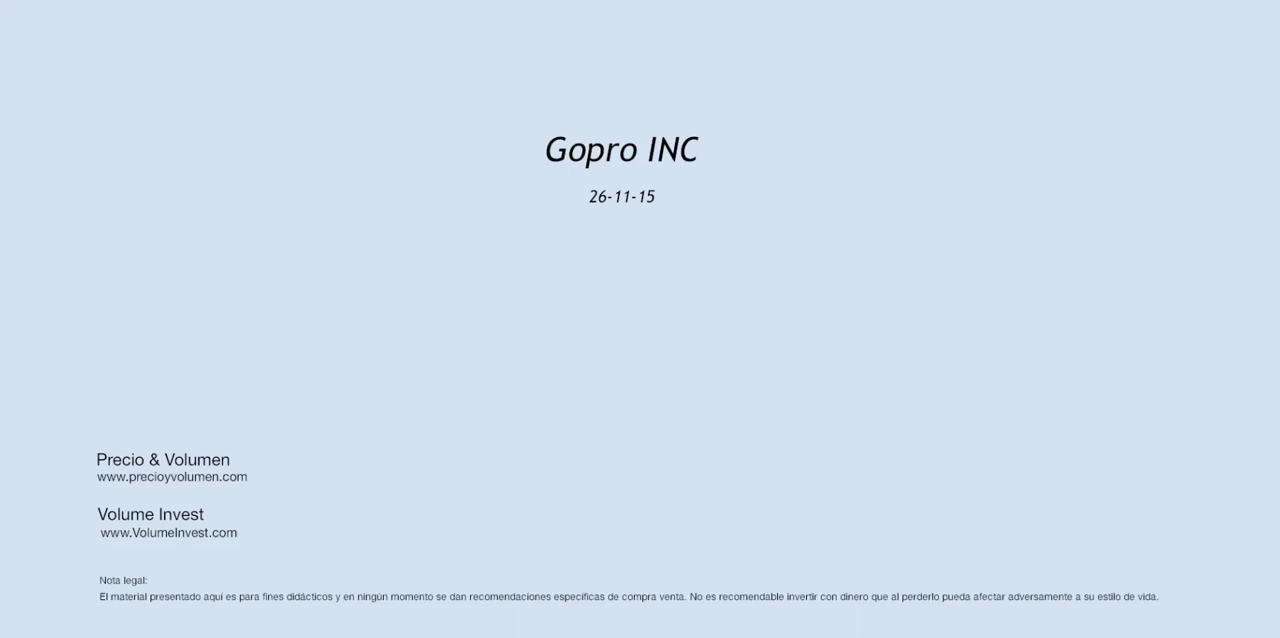 Gopro INC
26-11-15
Precio & Volumen
www.precioyvolumen.com
Volume Invest
www.VolumeInvest.com
Nota legal:
El material presentado aquí es para fines didácticos y en ningún momento se dan recomendaciones específicas de compra venta. No es recomendable invertir con dinero que al perderlo pueda afectar adversamente a su estilo de vida.